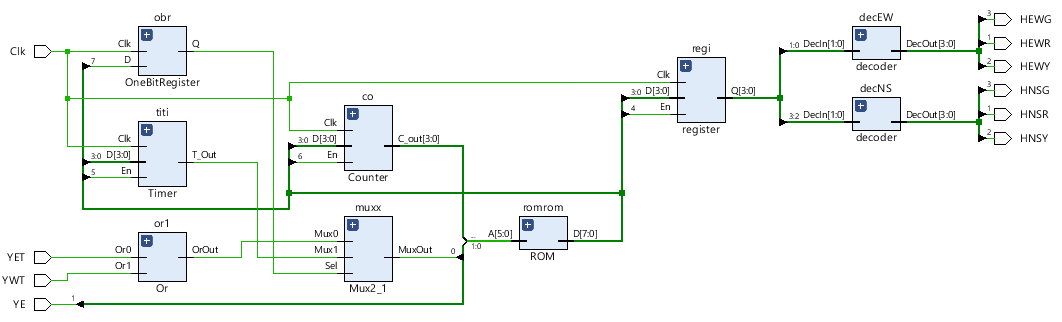 obr
Clk
Clk
Q
7
D
OneBitRegister
titi
Clk
3:0
D[3:0]
T_Out
5
En
Timer
co
Clk
3:0
D[3:0]
C_out[3:0]
6
En
Counter
or1
YET
Or0
OrOut
YWT
Or1
Or
YE
1
muxx
Mux0
Mux1
MuxOut
Sel
Mux2_1
0
1:0
romrom
A[5:0]
D[7:0]
ROM
regi
Clk
3:0
D[3:0]
Q[3:0]
4
En
register
decEW
1:0
DecIn[1:0]
DecOut[3:0]
decoder
decNS
3:2
DecIn[1:0]
DecOut[3:0]
decoder
3
HEWG
1
HEWR
2
HEWY
3
HNSG
1
HNSR
2
HNSY